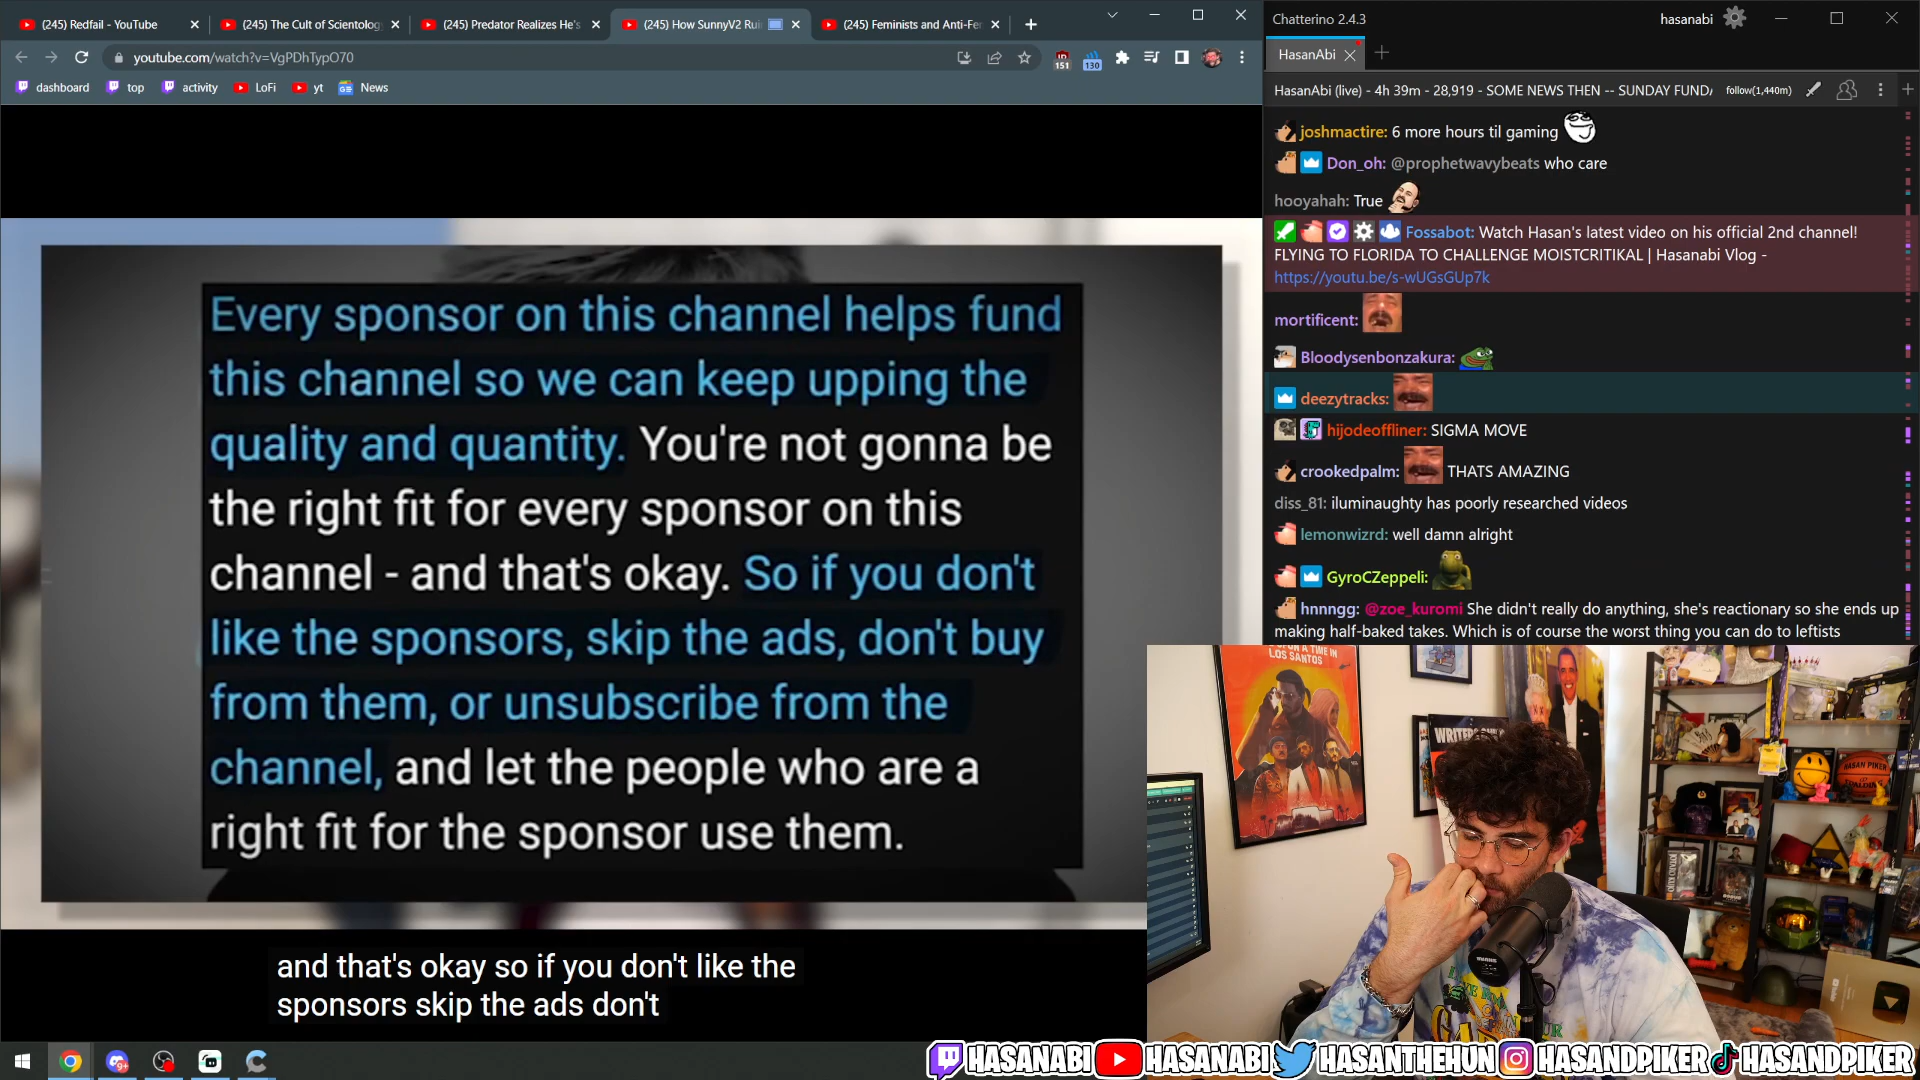 (245) Redfail - YouTube
(245) The Cult of Scientolog
(245) Predator Realizes He's
(245) How SunnyV2 Rui
(245) Feminists and Anti-Fe
youtube.com/watch?v=VgPDhTypO70
151
130
dashboard
top
activity
LoFi
yt
News
Every sponsor on this channel helps fund
this channel so we can keep upping the
quality and quantity. You're not gonna be
the right fit for every sponsor on this
channel - and that's okay. So if you don't
like the sponsors, skip the ads, don't buy
from them, or unsubscribe from the
channel, and let the people who are a
right fit for the sponsor use them.
and that's okay so if you don't like the
sponsors skip the ads don't
Chatterino 2.4.3
hasanabi
HasanAbi
HasanAbi (live) - 4h 39m - 28,919 - SOME NEWS THEN -- SUNDAY FUND
follow(1,440m)
joshmactire: 6 more hours til gaming
Don_oh: @prophetwavybeats who care
hooyahah: True
Fossabot: Watch Hasan's latest video on his official 2nd channel!
FLYING TO FLORIDA TO CHALLENGE MOISTCRITIKAL | Hasanabi Vlog -
https://youtu.be/s-wUGsGUp7k
mortificent:
Bloodysenbonzakura:
deezytracks:
hijodeoffliner: SIGMA MOVE
crookedpalm: THATS AMAZING
diss_81: iluminaughty has poorly researched videos
lemonwizrd: well damn alright
GyroCZeppeli:
hnnngg: @zoe_kuromi She didn't really do anything, she's reactionary so she ends up
making half-baked takes. Which is of course the worst thing you can do to leftists
UPON A TIME IN
LOS SANTOS
WRITERS
HASAN PIKER
HASANABI
HASANABI
HASANTHEHUN
HASANDPIKER
HASANDPIKER